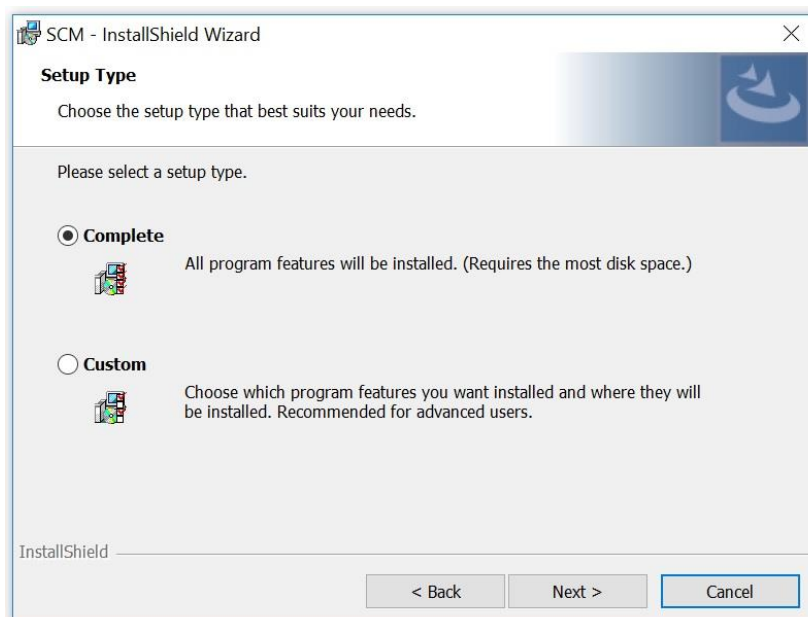 SCM - InstallShield Wizard
Setup Type
Choose the setup type that best suits your needs.
Please select a setup type.
Complete
All program features will be installed. (Requires the most disk space.)
Custom
Choose which program features you want installed and where they will
be installed. Recommended for advanced users.
InstallShield
< Back
Next >
Cancel